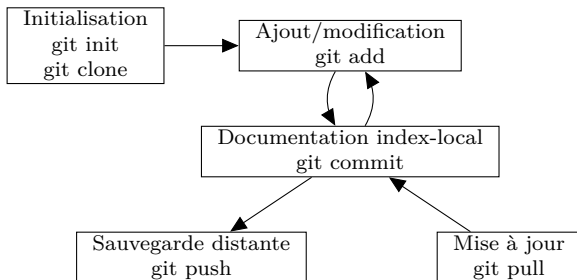 Initialisation
git init
git clone
Ajout/modification
git add
Documentation index-local
git commit
Sauvegarde distante
git push
Mise à jour
git pull